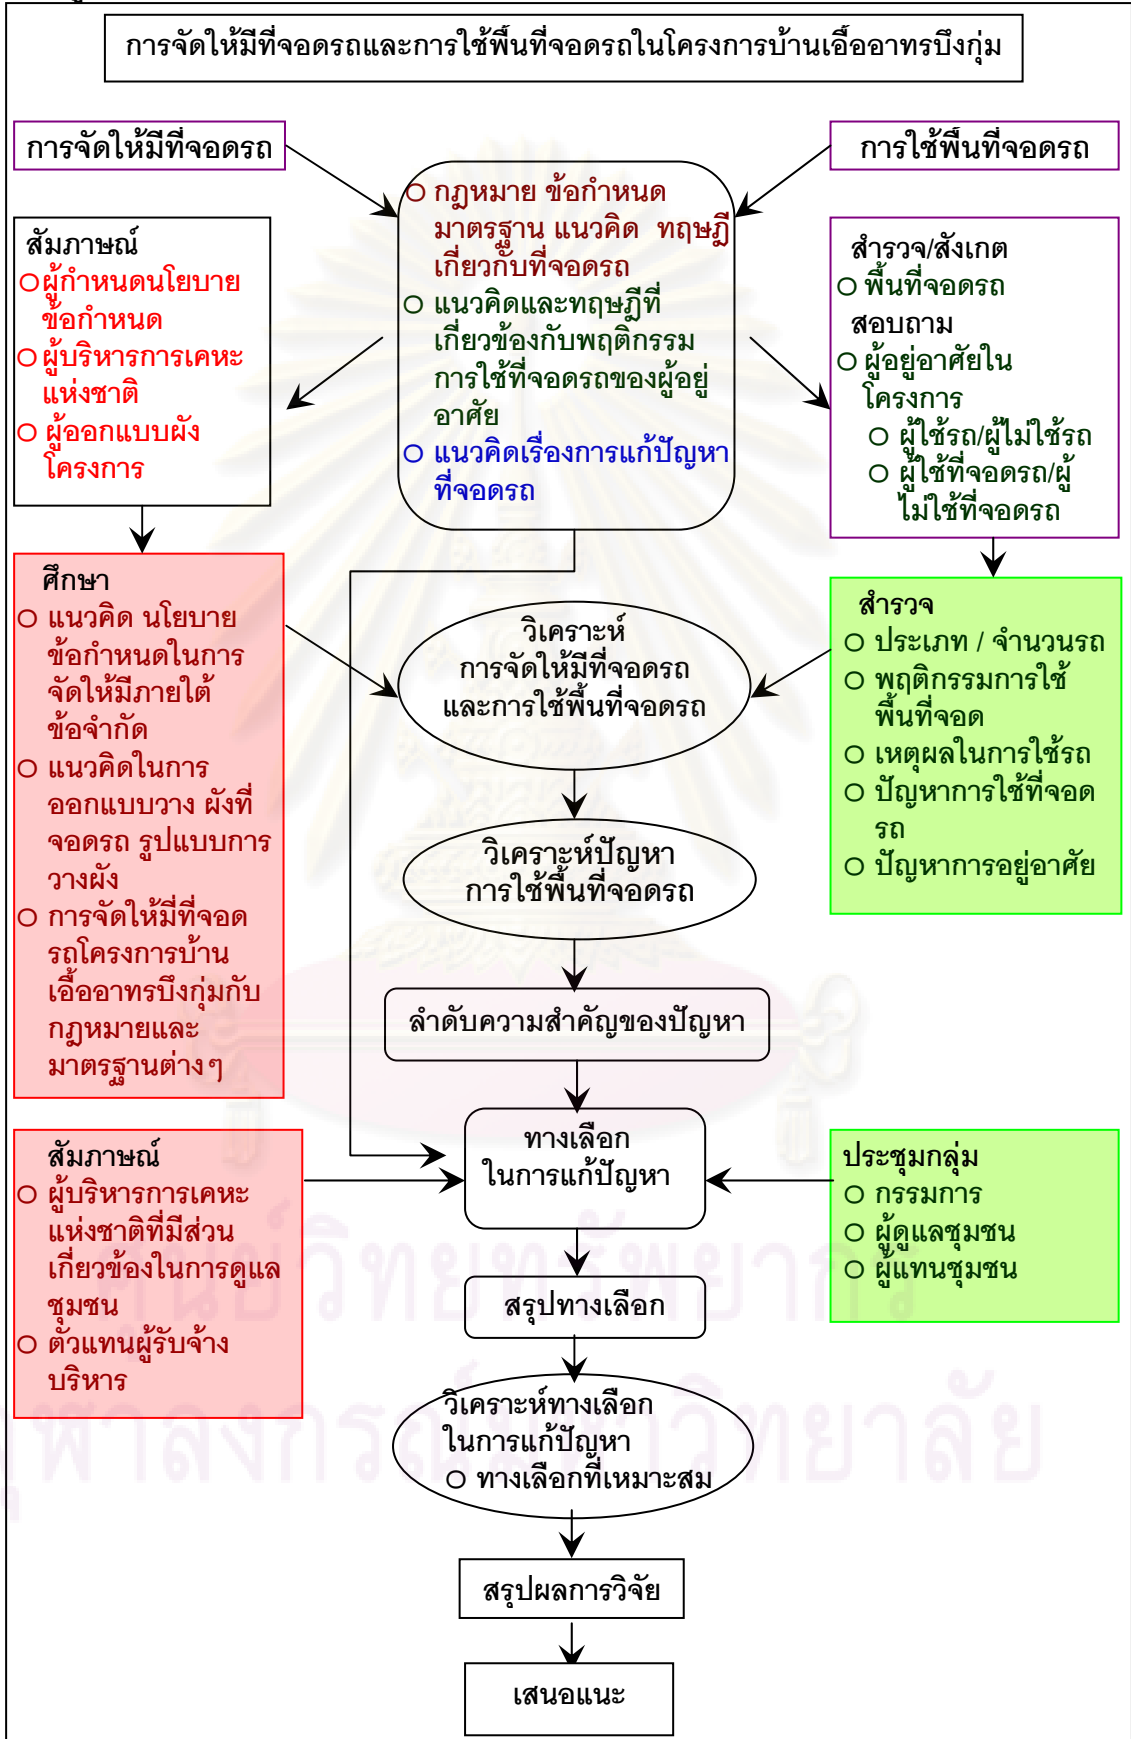 การจัดให้มีที่จอดรถและการใช้พื้นที่จอดรถในโครงการบ้านเอื้ออาทรบึงกุ่ม
การจัดให้มีที่จอดรถ
การใช้พื้นที่จอดรถ
กฎหมาย ข้อกำหนด
มาตรฐาน แนวคิด ทฤษฎี
เกี่ยวกับที่จอดรถ
แนวคิดและทฤษฎีที่
เกี่ยวข้องกับพฤติกรรม
การใช้ที่จอดรถของผู้อยู่
อาศัย
แนวคิดเรื่องการแก้ปัญหา
ที่จอดรถ
สัมภาษณ์
ผู้กำหนดนโยบาย
ข้อกำหนด
ผู้บริหารการเคหะ
แห่งชาติ
ผู้ออกแบบผัง
โครงการ
สำรวจ/สังเกต
พื้นที่จอดรถ
สอบถาม
ผู้อยู่อาศัยใน
โครงการ
ผู้ใช้รถ/ผู้ไม่ใช้รถ
ผู้ใช้ที่จอดรถ/ผู้
ไม่ใช้ที่จอดรถ
ศึกษา
แนวคิด นโยบาย
ข้อกำหนดในการ
จัดให้มีภายใต้
ข้อจำกัด
แนวคิดในการ
ออกแบบวาง ผังที่
จอดรถ รูปแบบการ
วางผัง
การจัดให้มีที่จอด
รถโครงการบ้าน
เอื้ออาทรบึงกุ่มกับ
กฎหมายและ
มาตรฐานต่างๆ
วิเคราะห์
การจัดให้มีที่จอดรถ
และการใช้พื้นที่จอดรถ
สำรวจ
ประเภท / จำนวนรถ
พฤติกรรมการใช้
พื้นที่จอด
เหตุผลในการใช้รถ
ปัญหาการใช้ที่จอด
รถ
ปัญหาการอยู่อาศัย
วิเคราะห์ปัญหา
การใช้พื้นที่จอดรถ
ลำดับความสำคัญของปัญหา
ทางเลือก
ในการแก้ปัญหา
สัมภาษณ์
ผู้บริหารการเคหะ
แห่งชาติที่มีส่วน
เกี่ยวข้องในการดูแล
ชุมชน
ตัวแทนผู้รับจ้าง
บริหาร
ประชุมกลุ่ม
กรรมการ
ผู้ดูแลชุมชน
ผู้แทนชุมชน
สรุปทางเลือก
วิเคราะห์ทางเลือก
ในการแก้ปัญหา
ทางเลือกที่เหมาะสม
สรุปผลการวิจัย
เสนอแนะ
ศูนย์วิทยทรัพยากร
จุฬาลงกรณ์มหาวิทยาลัย